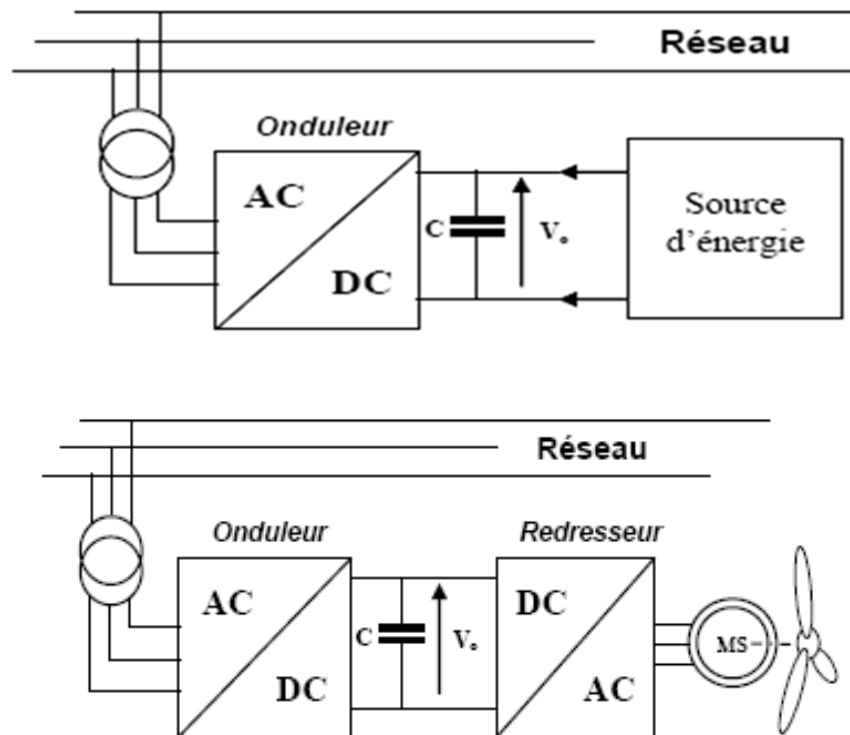 Réseau
Onduleur
AC
DC
C
V₀
Source
d'énergie
Réseau
Onduleur
Redresseur
AC
DC
C
V₀
DC
AC
MS